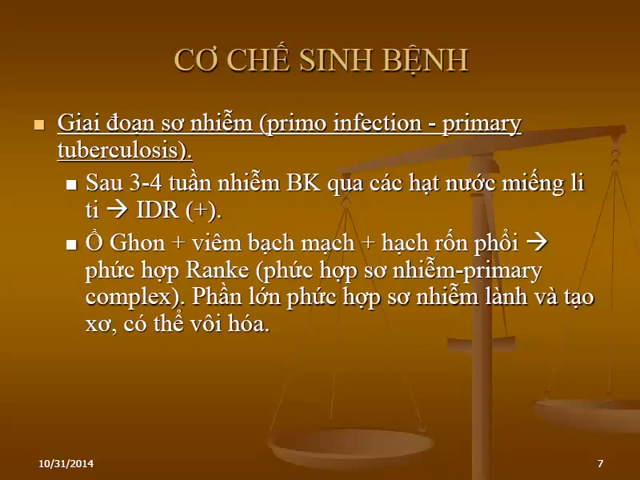 CƠ CHẾ SINH BỆNH
Giai đoạn sơ nhiễm (primo infection - primary
tuberculosis).
Sau 3-4 tuần nhiễm BK qua các hạt nước miếng li
ti → IDR (+).
Ổ Ghon + viêm bạch mạch + hạch rốn phổi →
phức hợp Ranke (phức hợp sơ nhiễm-primary
complex). Phần lớn phức hợp sơ nhiễm lành và tạo
xơ, có thể vôi hóa.
10/31/2014
7